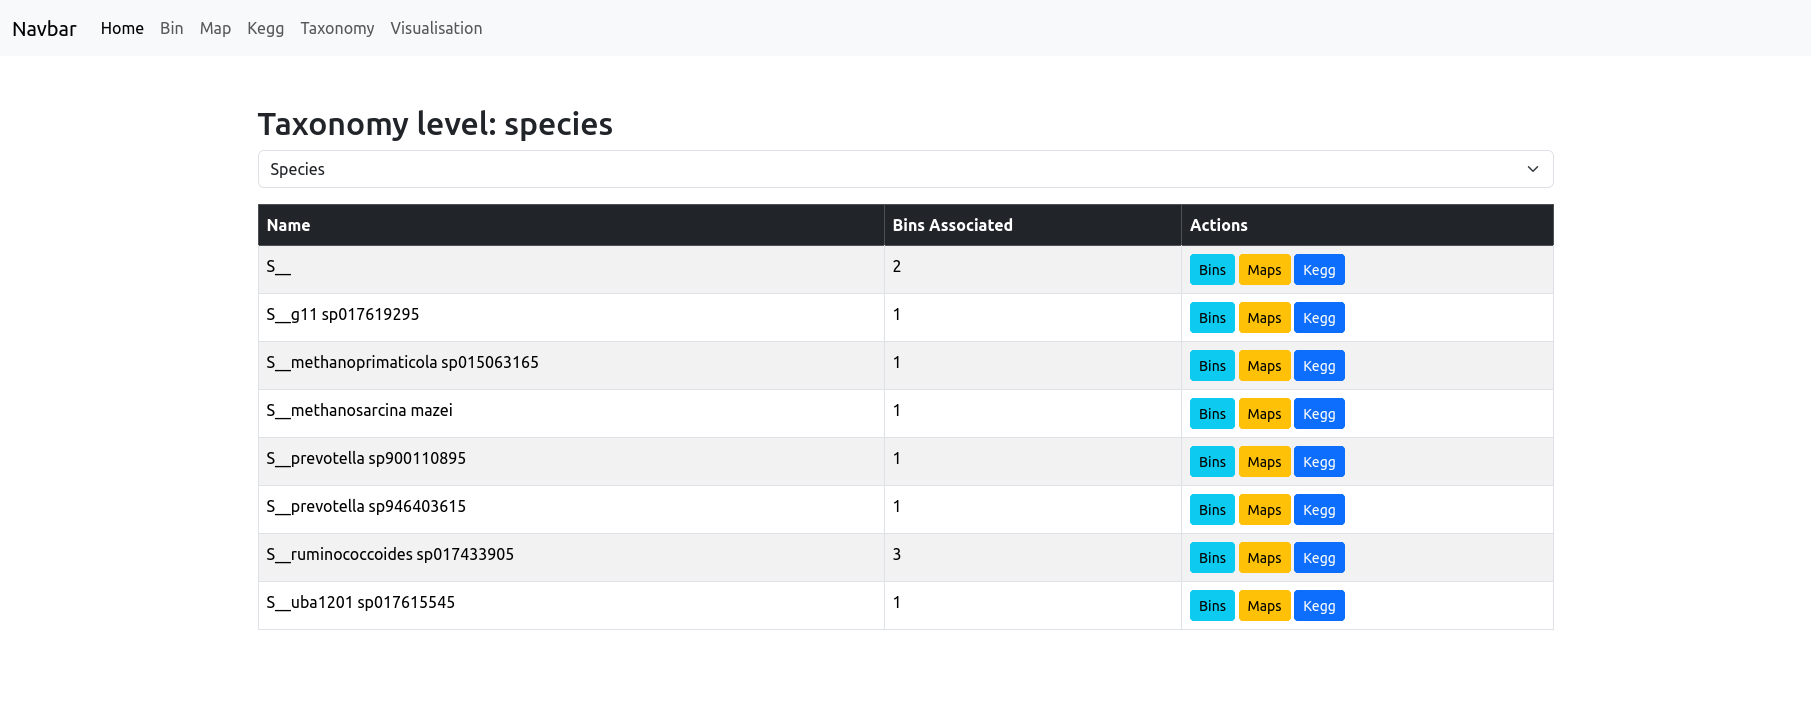 Navbar Home Bin Map Kegg Taxonomy Visualisation
Taxonomy level: species
Species
Name Bins Associated Actions
S__ 2 Bins Maps Kegg
S__g11 sp017619295 1 Bins Maps Kegg
S__methanoprimaticola sp015063165 1 Bins Maps Kegg
S__methanosarcina mazei 1 Bins Maps Kegg
S__prevotella sp900110895 1 Bins Maps Kegg
S__prevotella sp946403615 1 Bins Maps Kegg
S__ruminococcoides sp017433905 3 Bins Maps Kegg
S__uba1201 sp017615545 1 Bins Maps Kegg